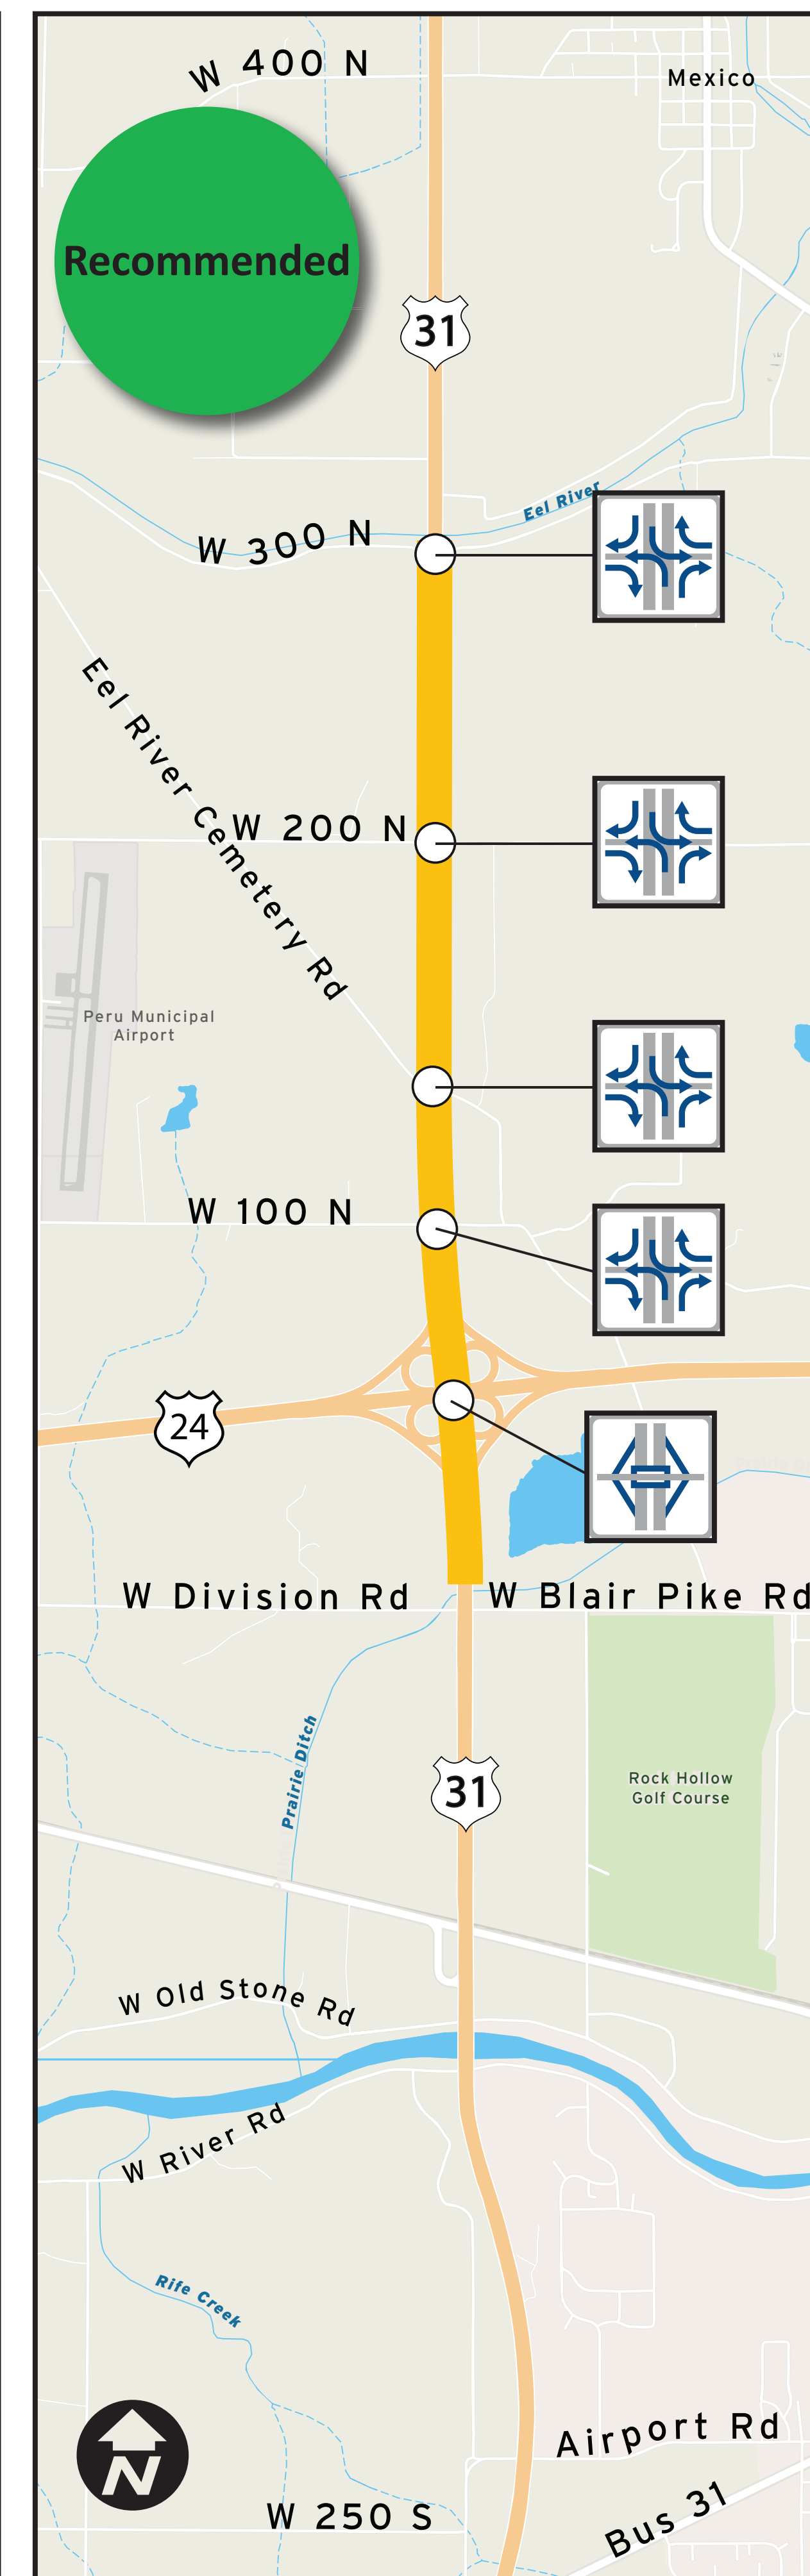 W 400 N
Mexico
Recommended
31
Eel River
W 300 N
Eel River Cemetery Rd
W 200 N
Peru Municipal
Airport
W 100 N
24
W Division Rd
W Blair Pike Rd
Prairie Ditch
31
Rock Hollow
Golf Course
W Old Stone Rd
W River Rd
Rife Creek
N
Airport Rd
W 250 S
Bus 31